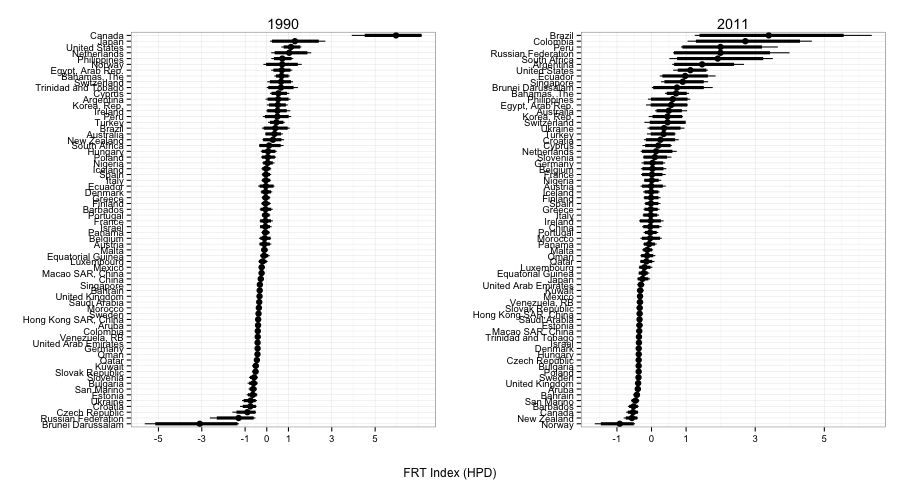 1990
Canada
Japan
United States
Netherlands
Philippines
Norway
Egypt, Arab Rep.
Bahamas, The
Switzerland
Trinidad and Tobago
Cyprus
Argentina
Korea, Rep.
Ireland
Peru
Turkey
Brazil
Australia
New Zealand
South Africa
Hungary
Poland
Nigeria
Iceland
Spain
Italy
Ecuador
Denmark
Greece
Finland
Barbados
Portugal
France
Israel
Panama
Belgium
Austria
Malta
Equatorial Guinea
Luxembourg
Mexico
Macao SAR, China
China
Singapore
Bahrain
United Kingdom
Saudi Arabia
Morocco
Sweden
Hong Kong SAR, China
Aruba
Colombia
Venezuela, RB
United Arab Emirates
Germany
Oman
Qatar
Kuwait
Slovak Republic
Slovenia
Bulgaria
San Marino
Estonia
Ukraine
Croatia
Czech Republic
Russian Federation
Brunei Darussalam
-5 -3 -1 0 1 3 5
2011
Brazil
Colombia
Peru
Russian Federation
South Africa
Argentina
United States
Ecuador
Singapore
Brunei Darussalam
Bahamas, The
Philippines
Egypt, Arab Rep.
Australia
Korea, Rep.
Switzerland
Ukraine
Turkey
Croatia
Cyprus
Netherlands
Slovenia
Germany
Belgium
France
Nigeria
Austria
Iceland
Finland
Spain
Greece
Italy
Ireland
China
Portugal
Morocco
Panama
Malta
Oman
Qatar
Luxembourg
Equatorial Guinea
Japan
United Arab Emirates
Kuwait
Mexico
Venezuela, RB
Slovak Republic
Hong Kong SAR, China
Saudi Arabia
Estonia
Macao SAR, China
Trinidad and Tobago
Israel
Denmark
Hungary
Czech Republic
Bulgaria
Poland
Sweden
United Kingdom
Aruba
Bahrain
San Marino
Barbados
Canada
New Zealand
Norway
-1 0 1 3 5
FRT Index (HPD)